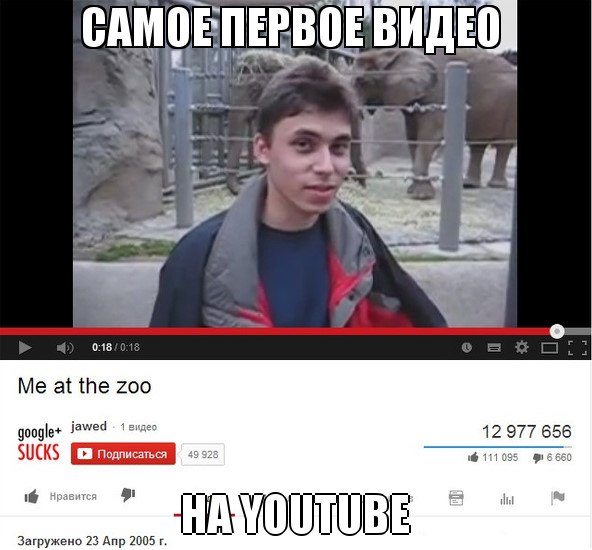 САМОЕ ПЕРВОЕ ВИДЕО
0:18 / 0:18
Me at the zoo
google+
SUCKS
jawed · 1 видео
Подписаться 49 928
12 977 656
111 095 6 660
Нравится
НА YOUTUBE
Загружено 23 Апр 2005 г.